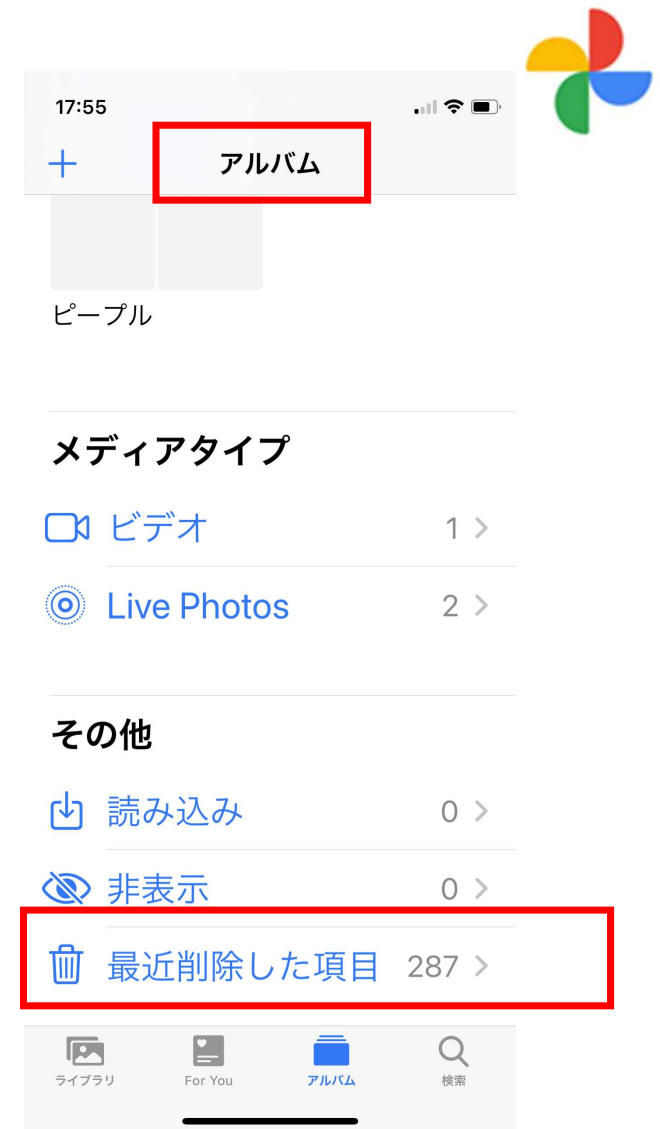 17:55
アルバム
ピープル
メディアタイプ
ビデオ 1
Live Photos 2
その他
読み込み 0
非表示 0
最近削除した項目 287
ライブラリ For You アルバム 検索